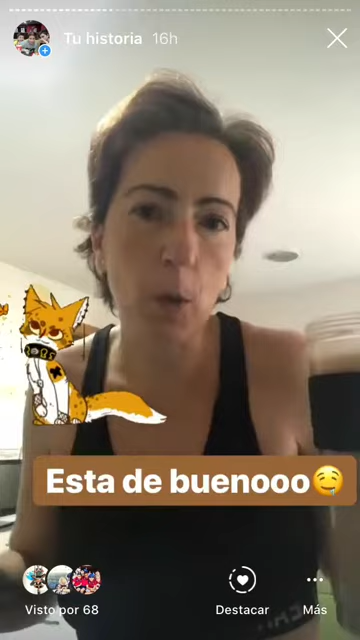 Tu historia 16h
Esta de buenooo🤤
Visto por 68
Destacar
Más